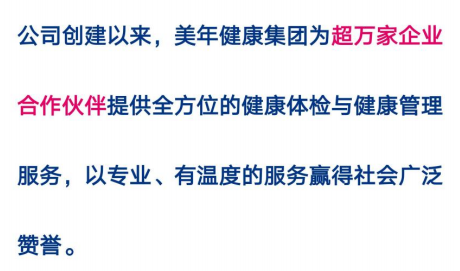 公司创建以来，美年健康集团为超万家企业
合作伙伴提供全方位的健康体检与健康管理
服务，以专业、有温度的服务赢得社会广泛
赞誉。